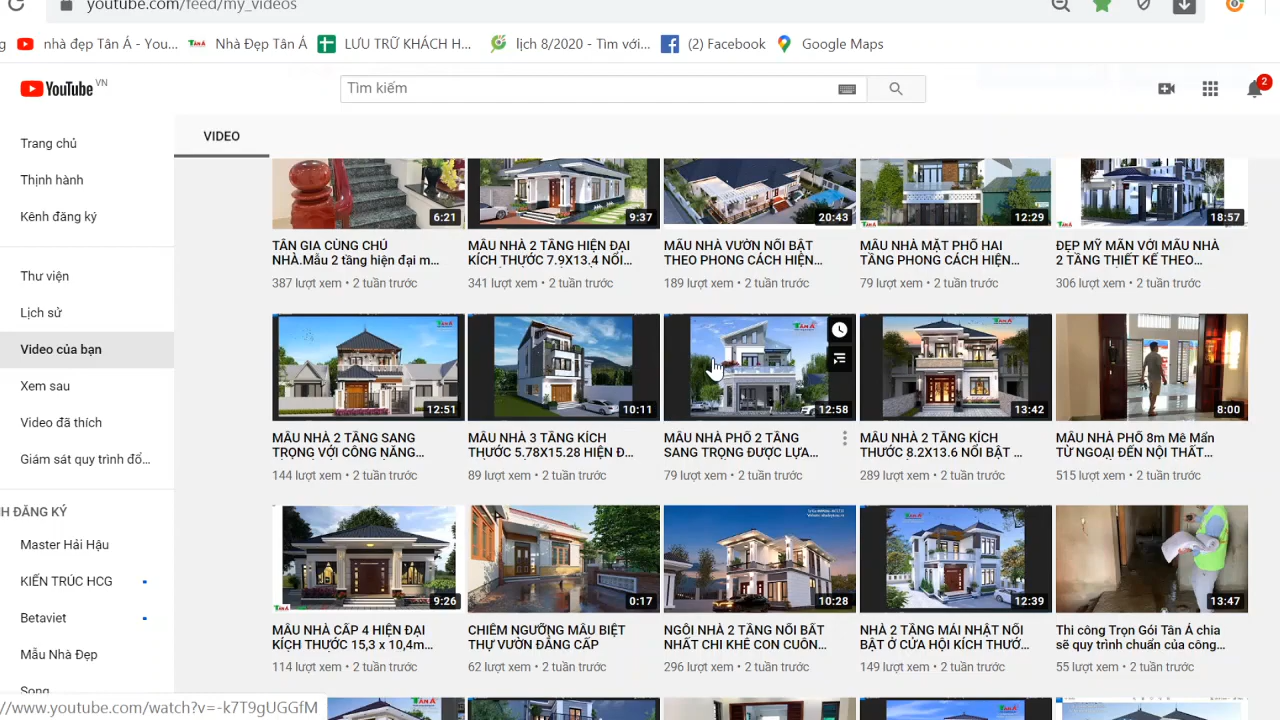 youtube.com/feed/my_videos
g nhà đẹp Tân Á - You... TÂN Á Nhà Đẹp Tân Á LƯU TRỮ KHÁCH H... lịch 8/2020 - Tìm với... (2) Facebook Google Maps
YouTube VN Tìm kiếm 2
VIDEO
Trang chủ
Thịnh hành
Kênh đăng ký
Thư viện
Lịch sử
Video của bạn
Xem sau
Video đã thích
Giám sát quy trình đổ...
H ĐĂNG KÝ
Master Hải Hậu
KIẾN TRÚC HCG
Betaviet
Mẫu Nhà Đẹp
Song
6:21 9:37 20:43 12:29 18:57
TÂN GIA CÙNG CHỦ
NHÀ.Mẫu 2 tầng hiện đại m...
387 lượt xem • 2 tuần trước
MẪU NHÀ 2 TẦNG HIỆN ĐẠI
KÍCH THƯỚC 7.9X13.4 NỔI...
341 lượt xem • 2 tuần trước
MẪU NHÀ VƯỜN NỔI BẬT
THEO PHONG CÁCH HIỆN...
189 lượt xem • 2 tuần trước
MẪU NHÀ MẶT PHỐ HAI
TẦNG PHONG CÁCH HIỆN...
79 lượt xem • 2 tuần trước
ĐẸP MỸ MÃN VỚI MẪU NHÀ
2 TẦNG THIẾT KẾ THEO...
306 lượt xem • 2 tuần trước
12:51 10:11 12:58 13:42 8:00
MẪU NHÀ 2 TẦNG SANG
TRỌNG VỚI CÔNG NĂNG...
144 lượt xem • 2 tuần trước
MẪU NHÀ 3 TẦNG KÍCH
THƯỚC 5.78X15.28 HIỆN Đ...
89 lượt xem • 2 tuần trước
MẪU NHÀ PHỐ 2 TẦNG
SANG TRỌNG ĐƯỢC LỰA...
79 lượt xem • 2 tuần trước
MẪU NHÀ 2 TẦNG KÍCH
THƯỚC 8.2X13.6 NỔI BẬT ...
289 lượt xem • 2 tuần trước
MẪU NHÀ PHỐ 8m Mê Mẩn
TỪ NGOẠI ĐẾN NỘI THẤT...
515 lượt xem • 2 tuần trước
9:26 0:17 10:28 12:39 13:47
MẪU NHÀ CẤP 4 HIỆN ĐẠI
KÍCH THƯỚC 15,3 x 10,4m...
114 lượt xem • 2 tuần trước
CHIÊM NGƯỠNG MẪU BIỆT
THỰ VƯỜN ĐẲNG CẤP
62 lượt xem • 2 tuần trước
NGÔI NHÀ 2 TẦNG NỔI BẤT
NHẤT CHI KHÊ CON CUÔN...
296 lượt xem • 2 tuần trước
NHÀ 2 TẦNG MÁI NHẬT NỔI
BẬT Ở CỬA HỘI KÍCH THƯỚ...
149 lượt xem • 2 tuần trước
Thi công Trọn Gói Tân Á chia
sẽ quy trình chuẩn của công...
55 lượt xem • 2 tuần trước
//www.youtube.com/watch?v=-k7T9gUGGfM